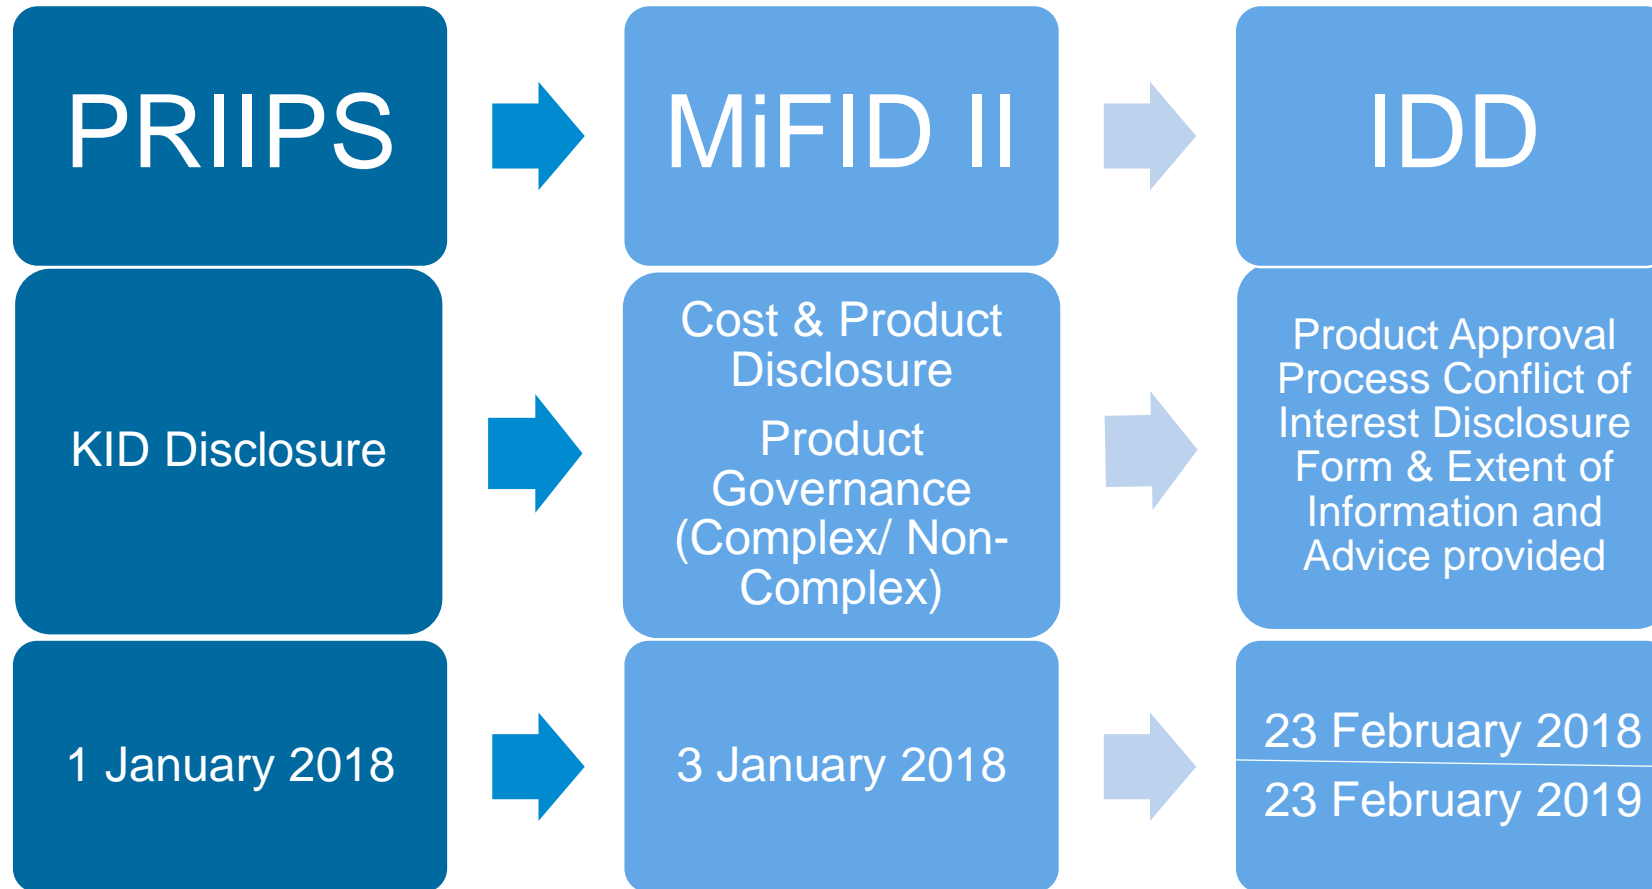 PRIIPS
MiFID II
IDD
KID Disclosure
Cost & Product
Disclosure
Product
Governance
(Complex/ Non-
Complex)
Product Approval
Process Conflict of
Interest Disclosure
Form & Extent of
Information and
Advice provided
1 January 2018
3 January 2018
23 February 2018
23 February 2019